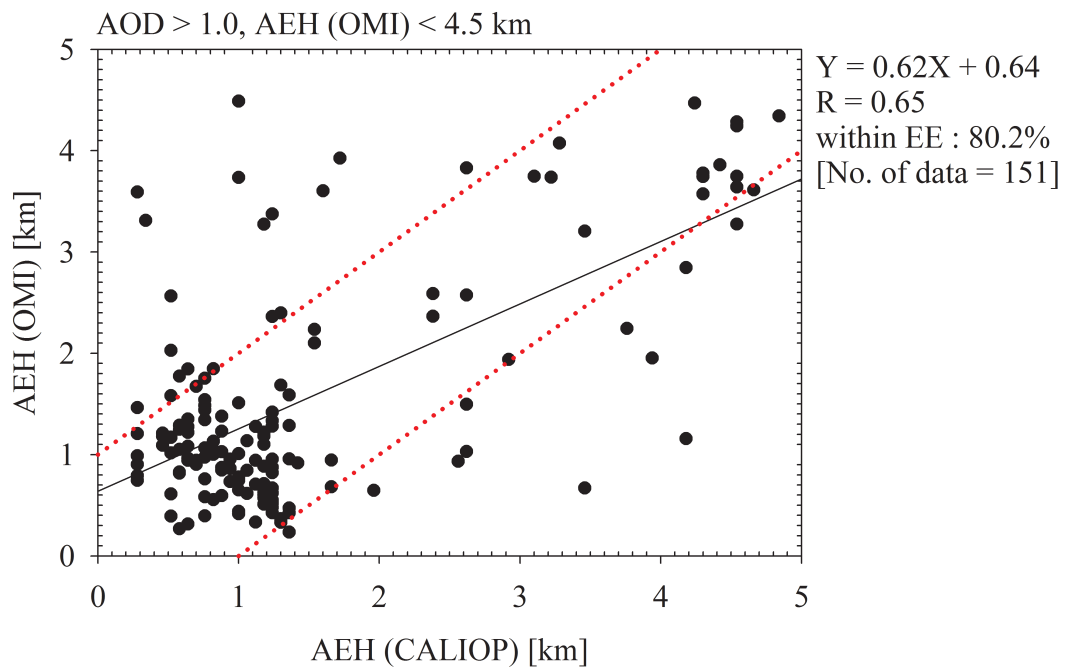 AOD > 1.0, AEH (OMI) < 4.5 km
Y = 0.62X + 0.64
R = 0.65
within EE : 80.2%
[No. of data = 151]
AEH (OMI) [km]
5
4
3
2
1
0
0 1 2 3 4 5
AEH (CALIOP) [km]